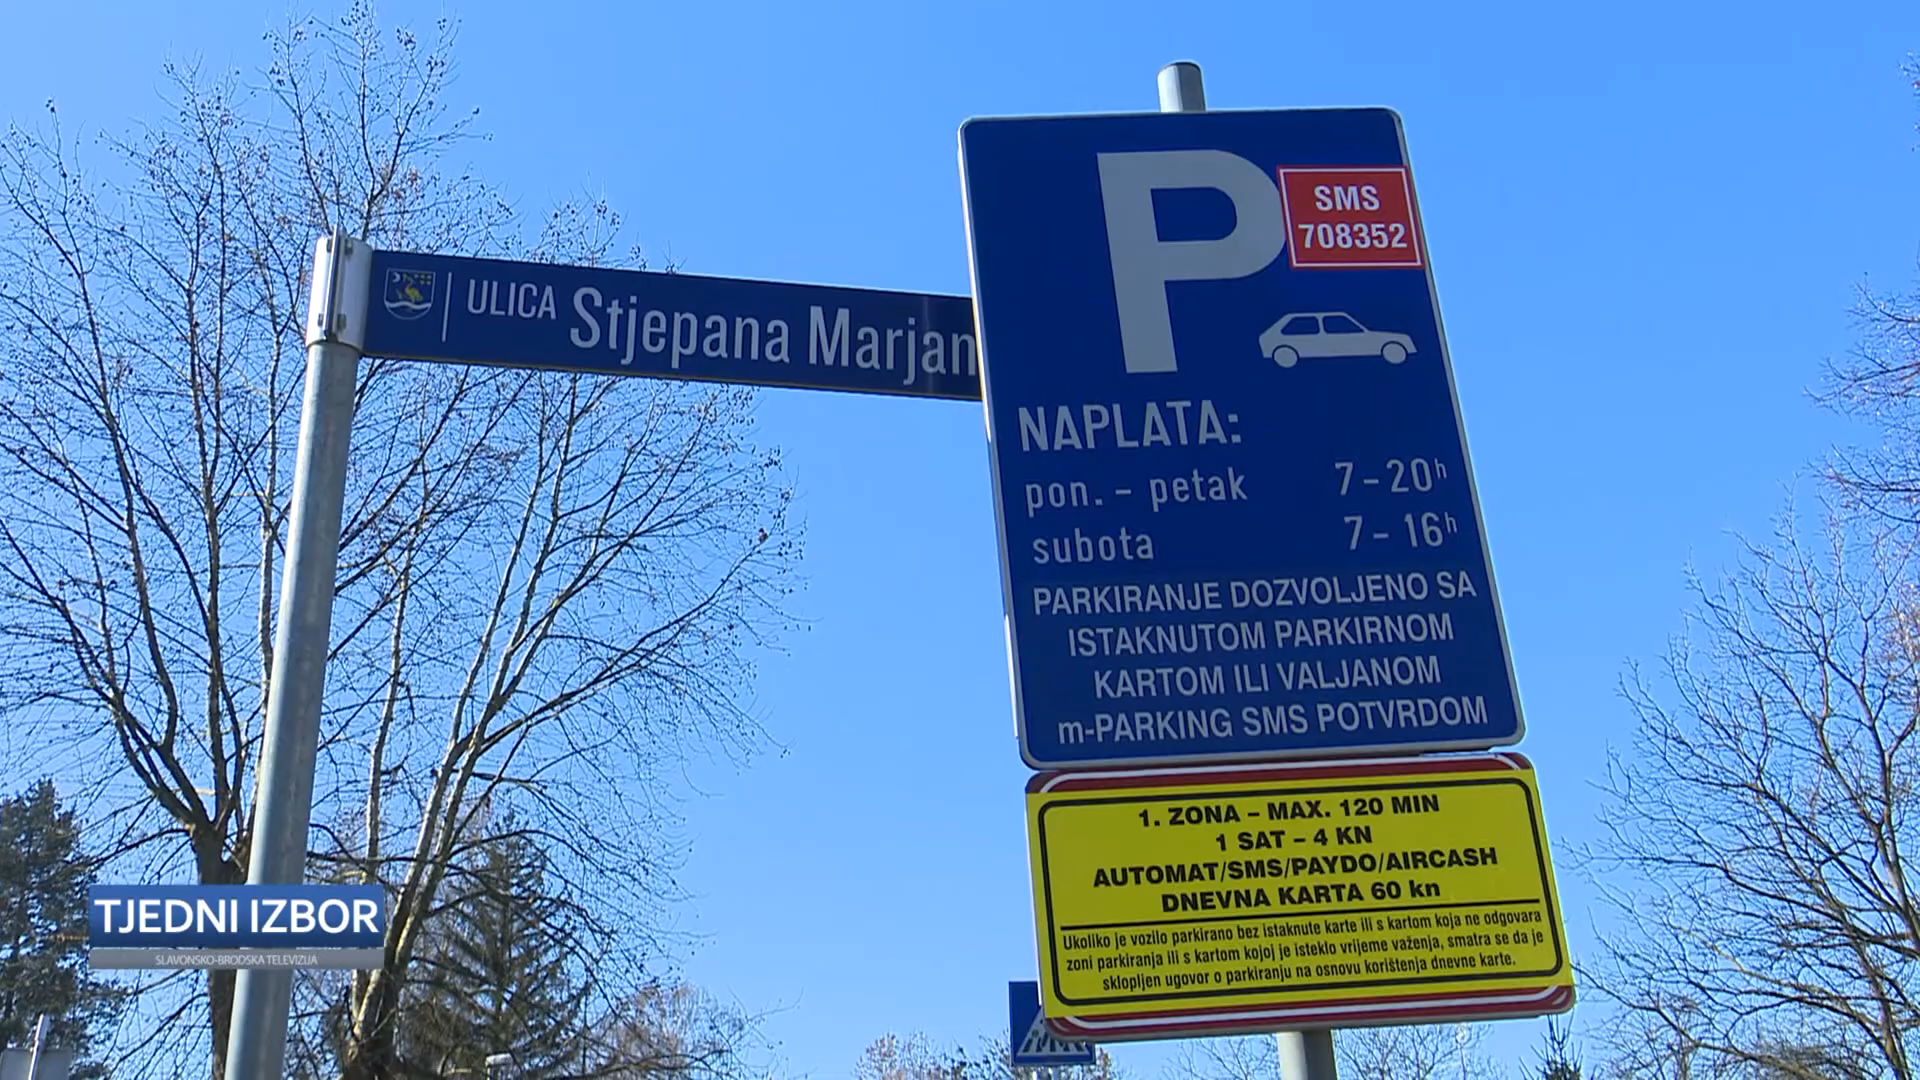 ULICA Stjepana Marjan
P
SMS
708352
NAPLATA:
pon. – petak 7 – 20h
subota 7 – 16h
PARKIRANJE DOZVOLJENO SA
ISTAKNUTOM PARKIRNOM
KARTOM ILI VALJANOM
m-PARKING SMS POTVRDOM
1. ZONA – MAX. 120 MIN
1 SAT – 4 KN
AUTOMAT/SMS/PAYDO/AIRCASH
DNEVNA KARTA 60 kn
Ukoliko je vozilo parkirano bez istaknute karte ili s kartom koja ne odgovara
zoni parkiranja ili s kartom kojoj je isteklo vrijeme važenja, smatra se da je
sklopljen ugovor o parkiranju na osnovu korištenja dnevne karte.
TJEDNI IZBOR
SLAVONSKO-BRODSKA TELEVIZIJA